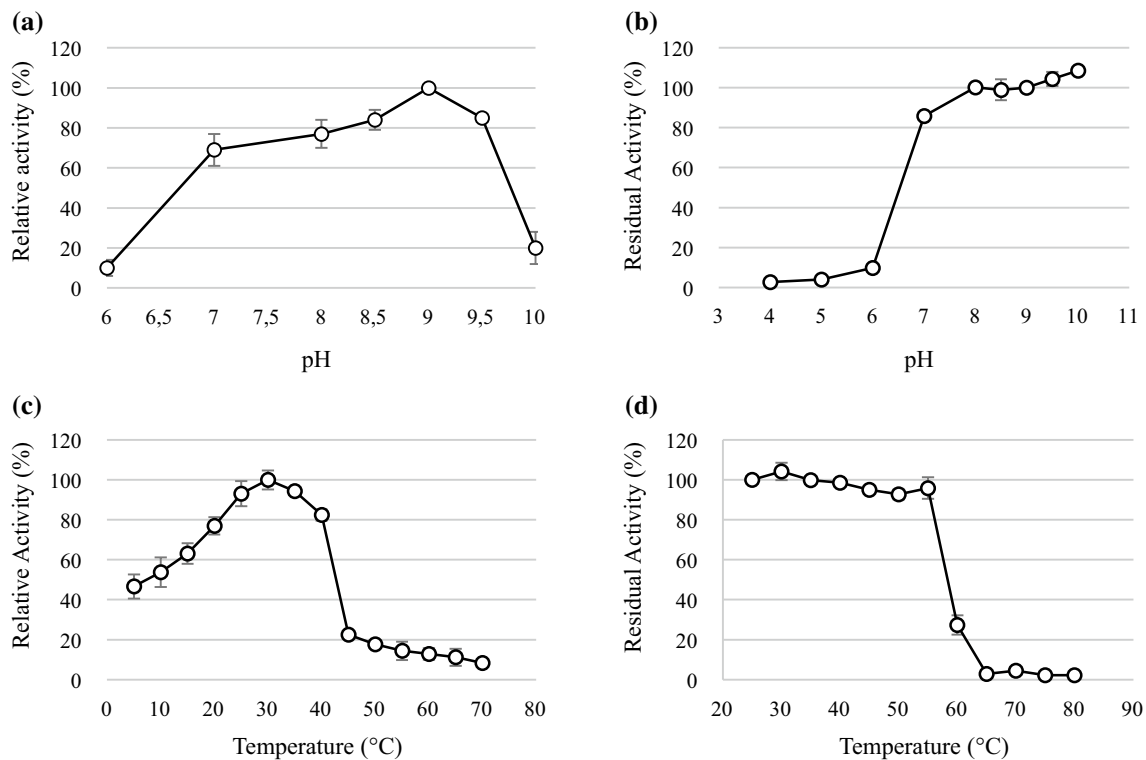 (a)
120
100
80
60
40
20
0
Relative activity (%)
6 6,5 7 7,5 8 8,5 9 9,5 10
pH
(b)
120
100
80
60
40
20
0
Residual Activity (%)
3 4 5 6 7 8 9 10 11
pH
(c)
120
100
80
60
40
20
0
Relative Activity (%)
0 10 20 30 40 50 60 70 80
Temperature (°C)
(d)
120
100
80
60
40
20
0
Residual Activity (%)
20 30 40 50 60 70 80 90
Temperature (°C)